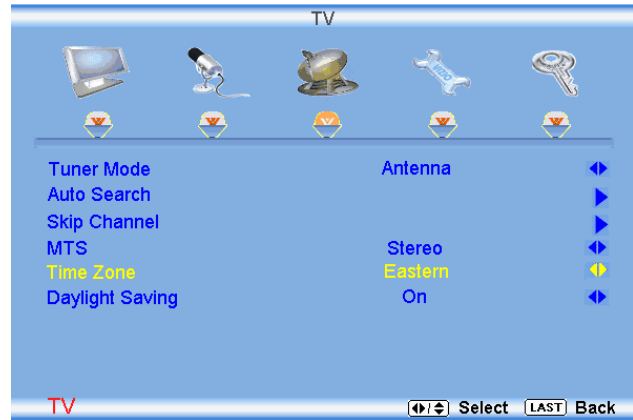 TV
Tuner Mode Antenna
Auto Search
Skip Channel
MTS Stereo
Time Zone Eastern
Daylight Saving On
TV Select LAST Back